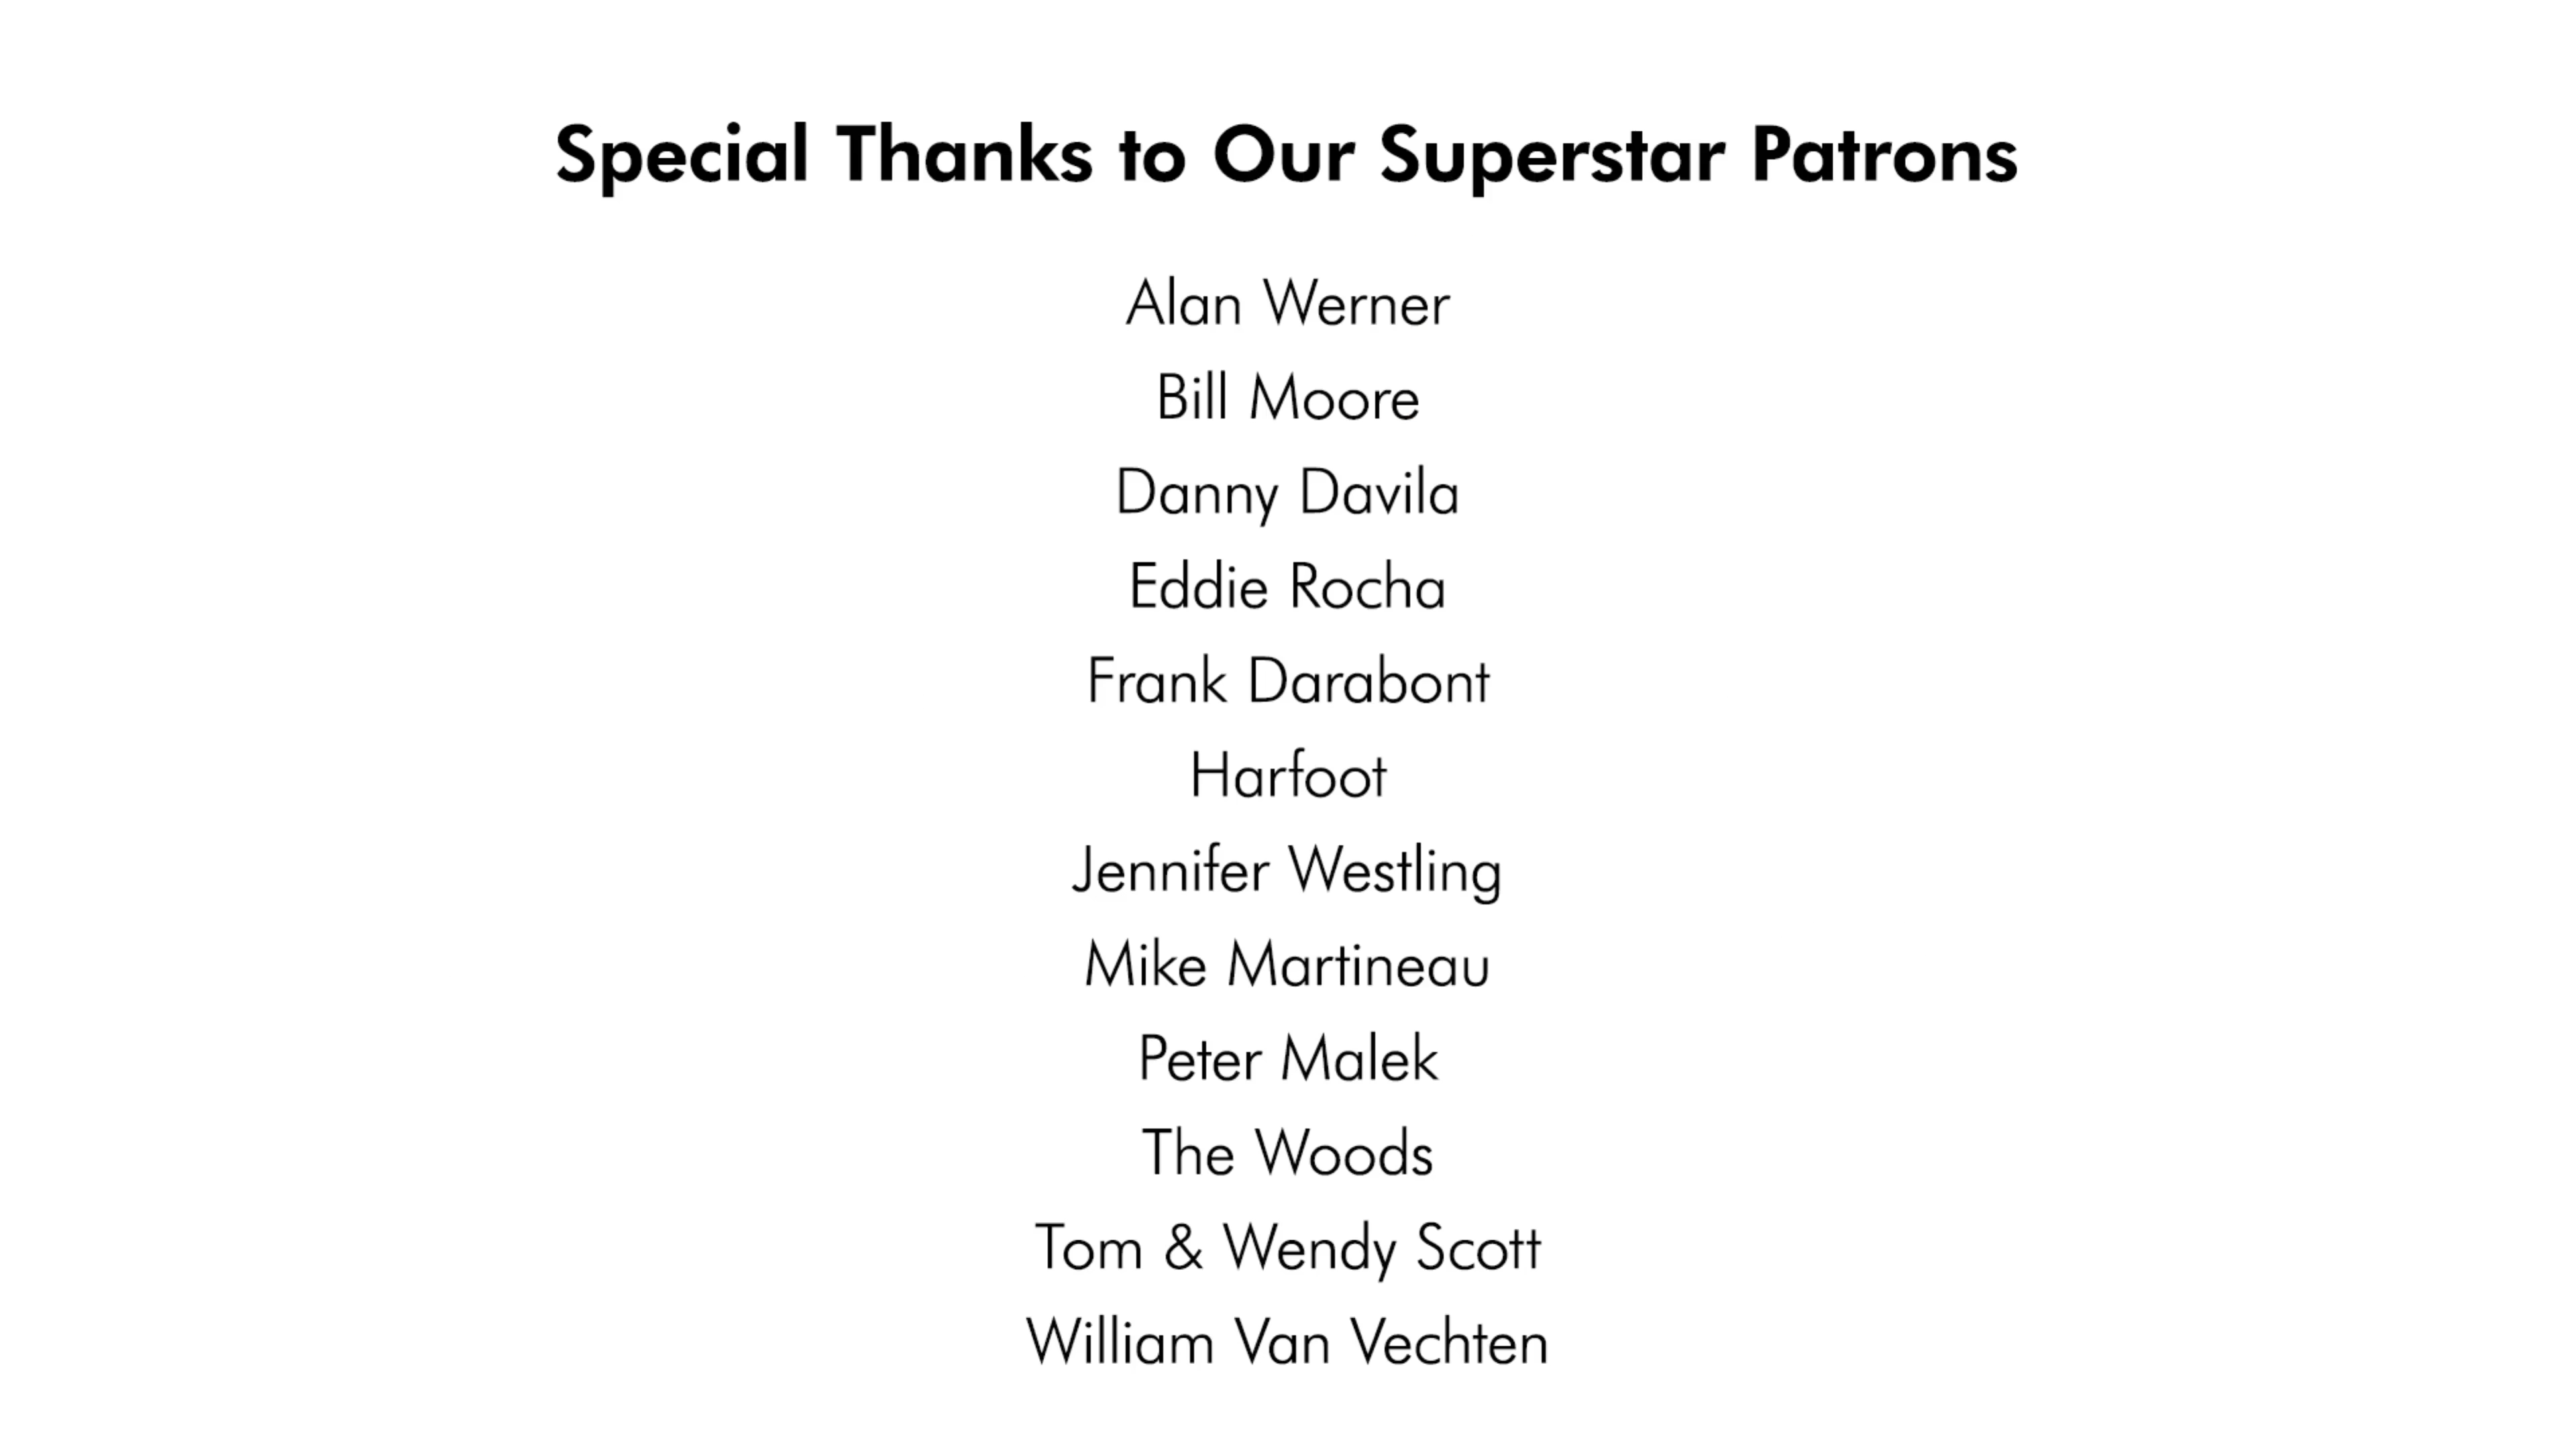 Special Thanks to Our Superstar Patrons
Alan Werner
Bill Moore
Danny Davila
Eddie Rocha
Frank Darabont
Harfoot
Jennifer Westling
Mike Martineau
Peter Malek
The Woods
Tom & Wendy Scott
William Van Vechten